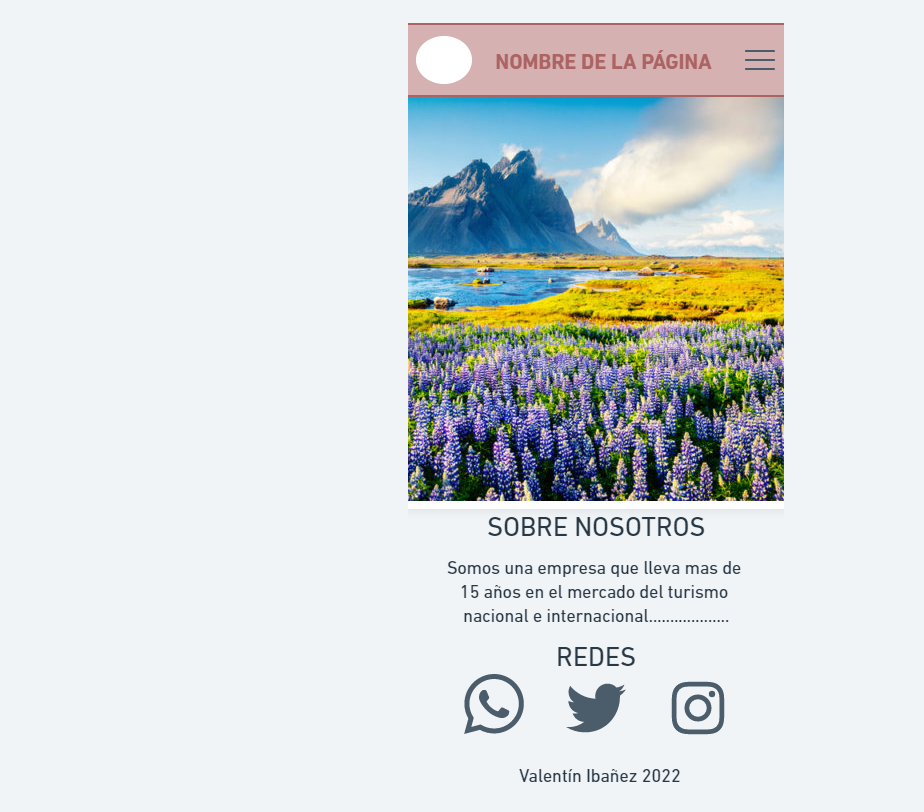 NOMBRE DE LA PÁGINA
SOBRE NOSOTROS
Somos una empresa que lleva mas de
15 años en el mercado del turismo
nacional e internacional...................
REDES
Valentín Ibañez 2022